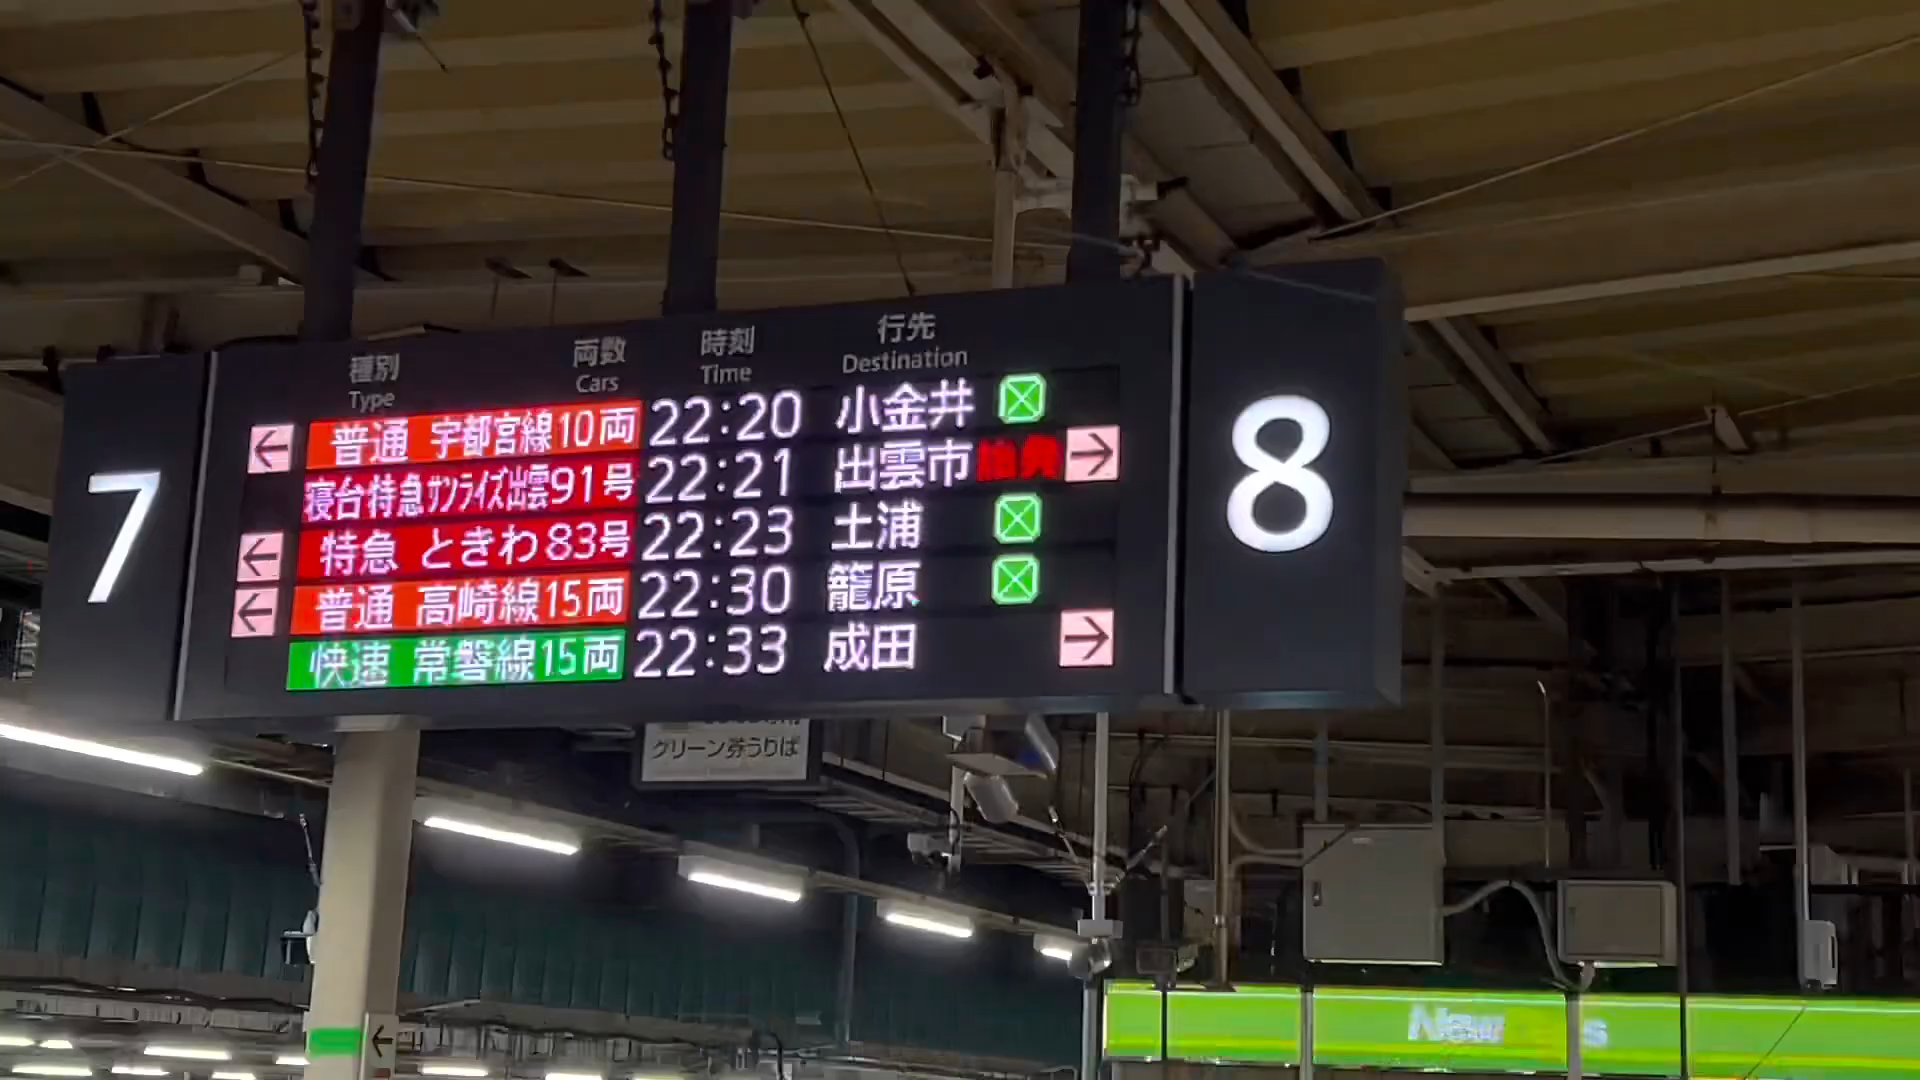 種別 両数 時刻 行先
Type Cars Time Destination
7
← 普通 宇都宮線 10両 22:20 小金井
寝台特急 サンライズ出雲 91号 22:21 出雲市 →
← 特急 ときわ 83号 22:23 土浦
← 普通 高崎線 15両 22:30 籠原
快速 常磐線 15両 22:33 成田 →
8
グリーン券うりば
←